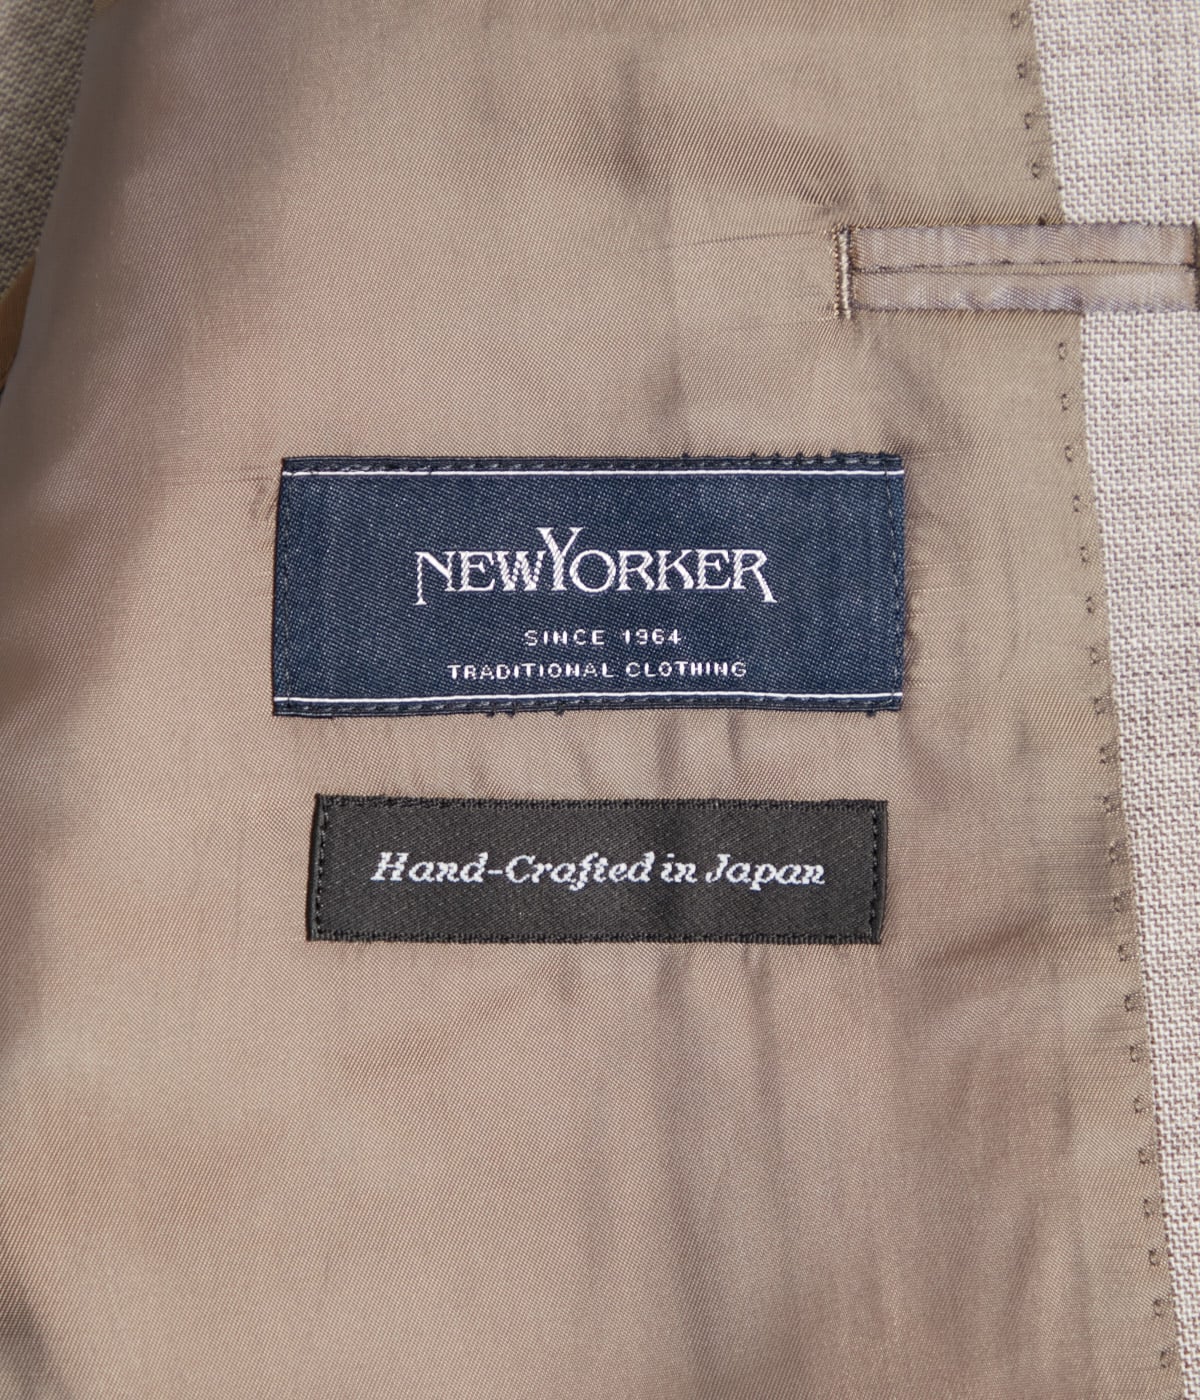 NEWYORKER
SINCE 1964
TRADITIONAL CLOTHING
Hand-Crafted in Japan